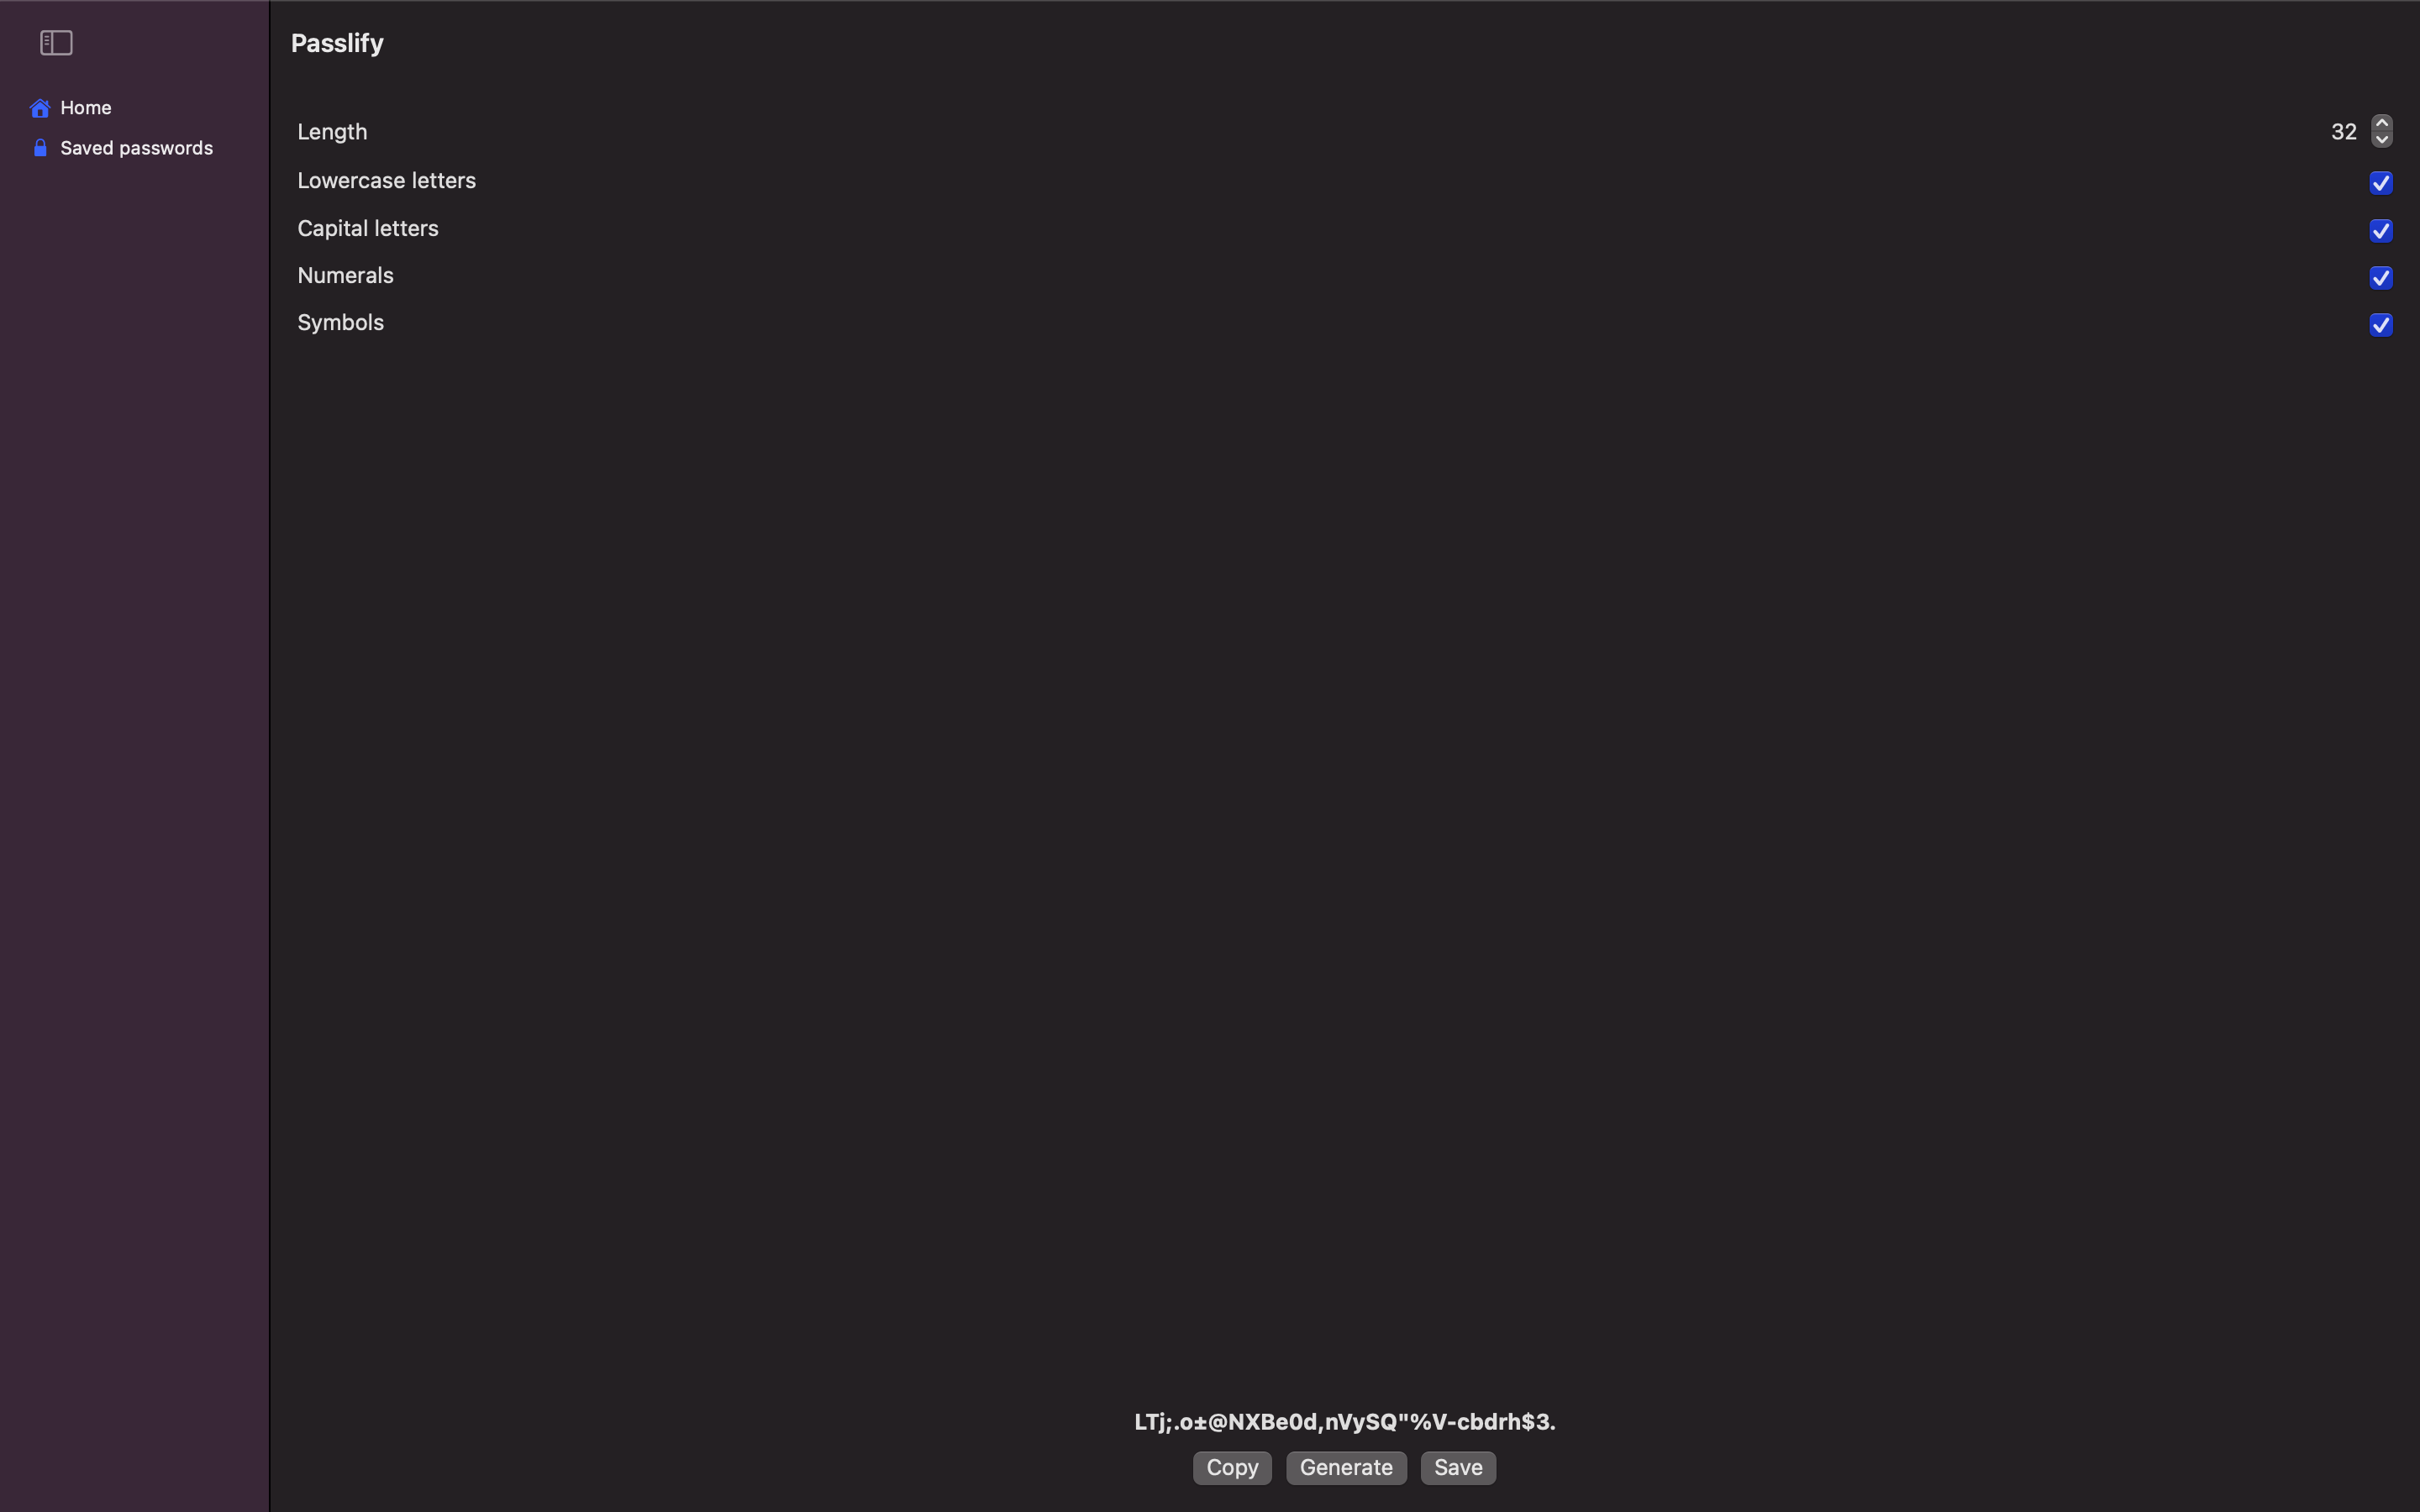 Passlify
Home
Saved passwords
Length 32
Lowercase letters
Capital letters
Numerals
Symbols
LTj;.o±@NXBe0d,nVySQ"%V-cbdrh$3.
Copy Generate Save